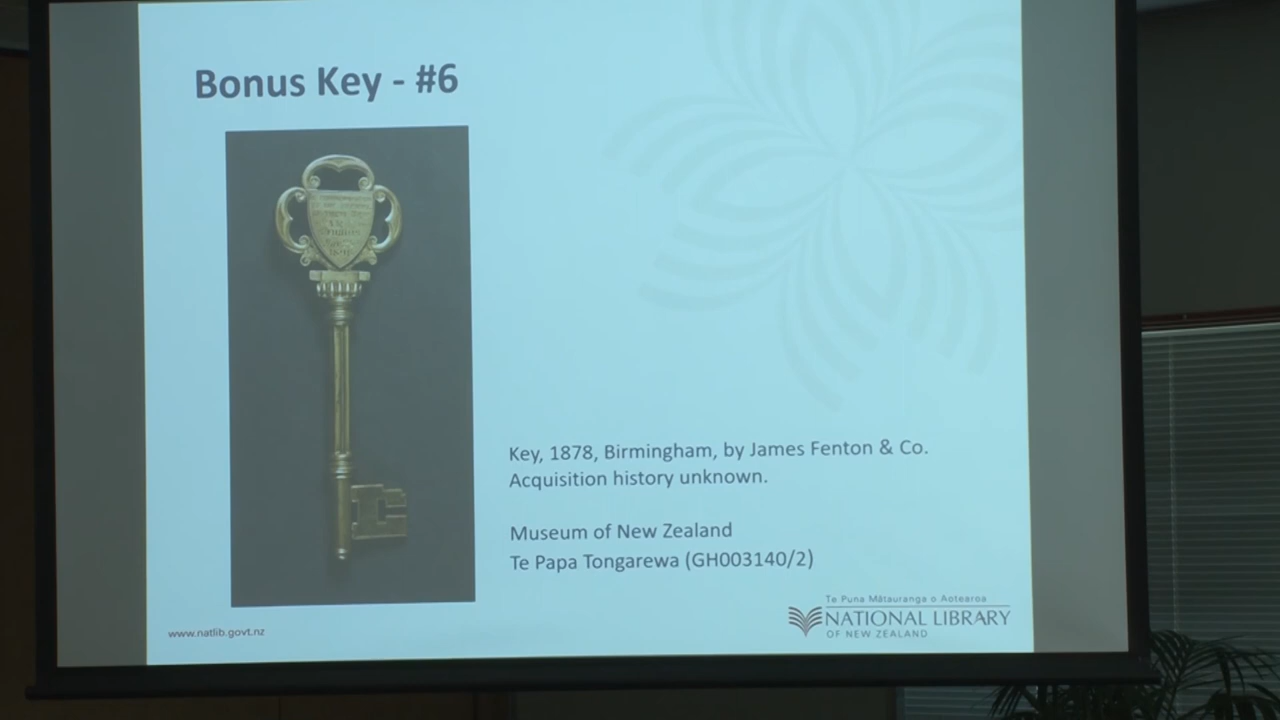 Bonus Key - #6
Key, 1878, Birmingham, by James Fenton & Co.
Acquisition history unknown.
Museum of New Zealand
Te Papa Tongarewa (GH003140/2)
www.natlib.govt.nz
Te Puna Mātauranga o Aotearoa
NATIONAL LIBRARY
OF NEW ZEALAND